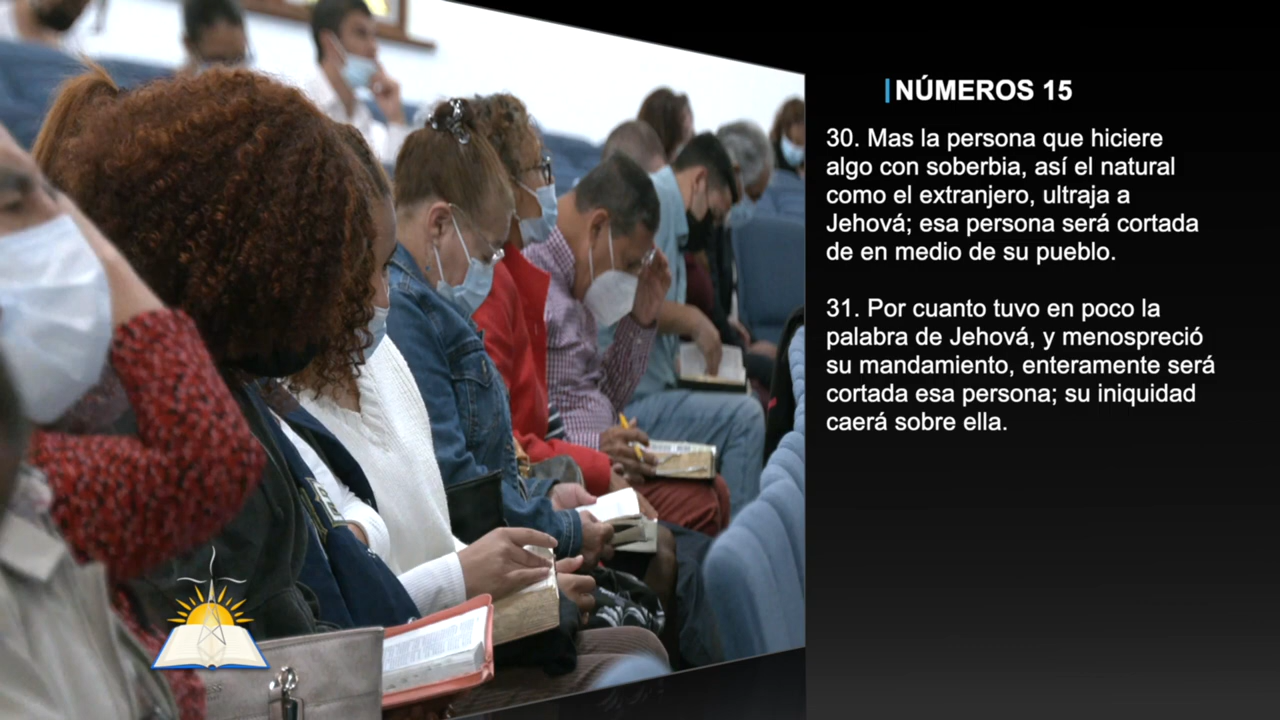 NÚMEROS 15
30. Mas la persona que hiciere
algo con soberbia, así el natural
como el extranjero, ultraja a
Jehová; esa persona será cortada
de en medio de su pueblo.
31. Por cuanto tuvo en poco la
palabra de Jehová, y menospreció
su mandamiento, enteramente será
cortada esa persona; su iniquidad
caerá sobre ella.